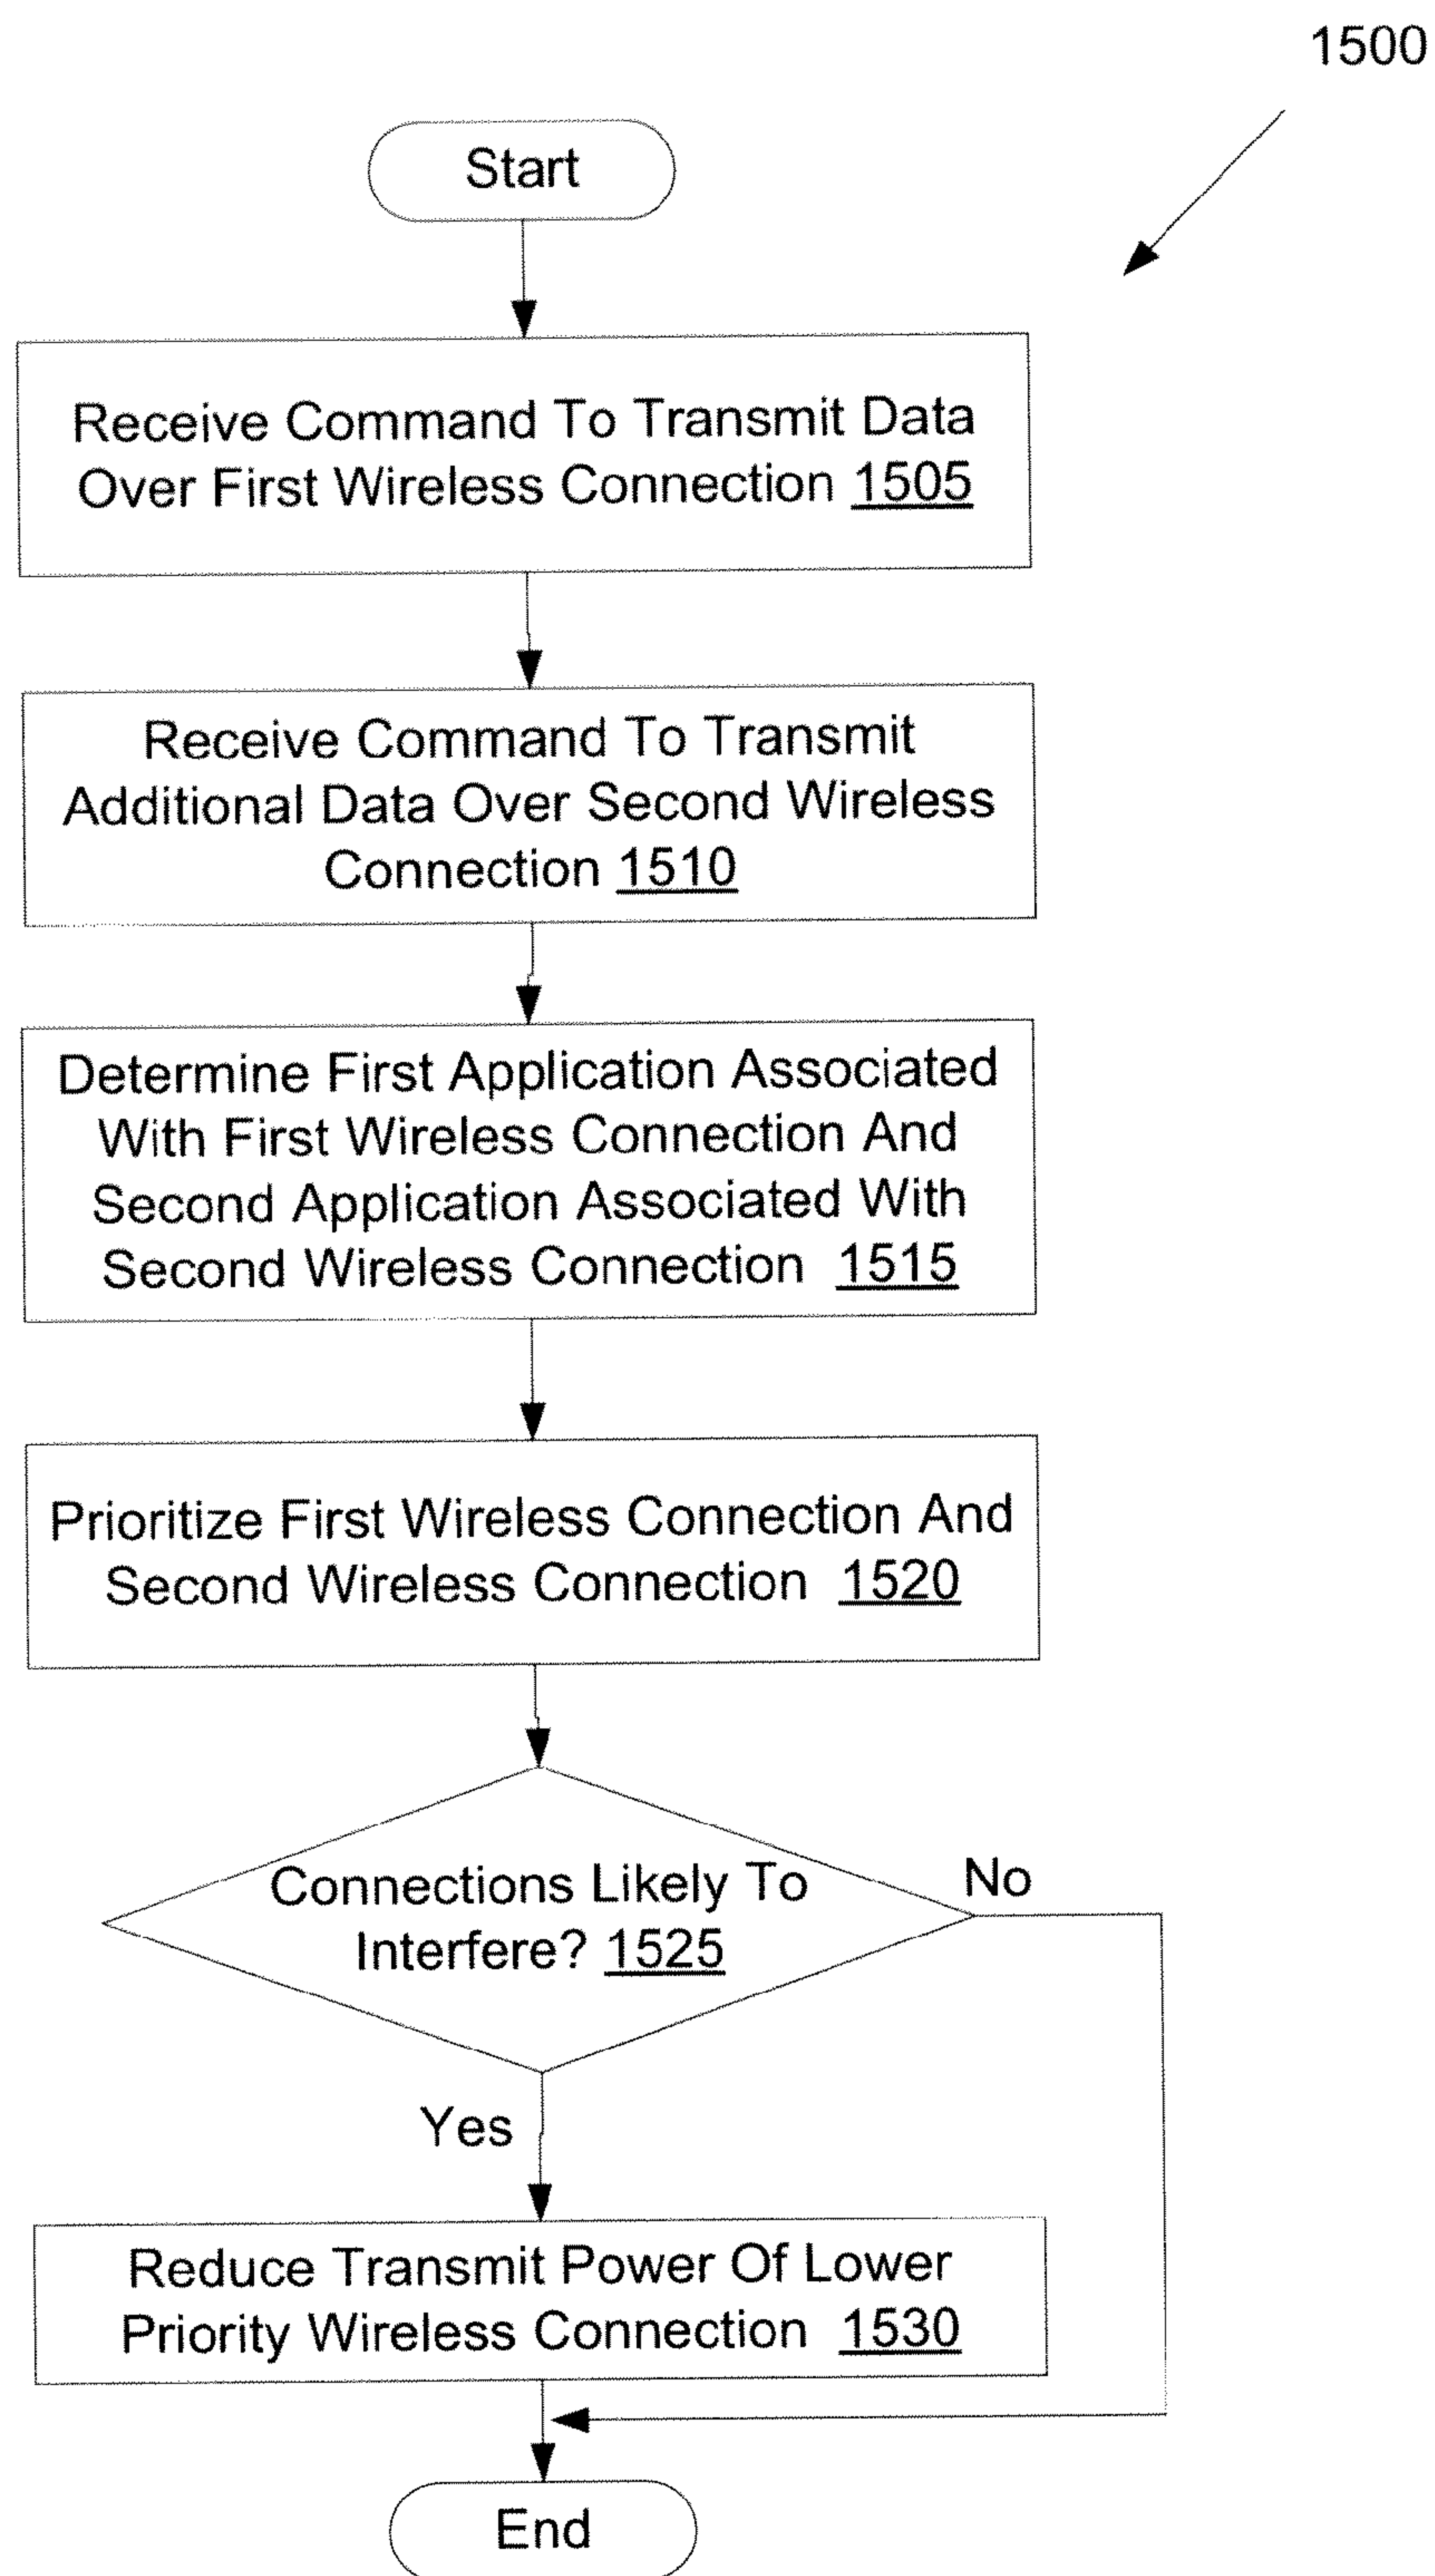 1500
Start
Receive Command To Transmit Data
Over First Wireless Connection 1505
Receive Command To Transmit
Additional Data Over Second Wireless
Connection 1510
Determine First Application Associated
With First Wireless Connection And
Second Application Associated With
Second Wireless Connection 1515
Prioritize First Wireless Connection And
Second Wireless Connection 1520
Connections Likely To
Interfere? 1525
No
Yes
Reduce Transmit Power Of Lower
Priority Wireless Connection 1530
End